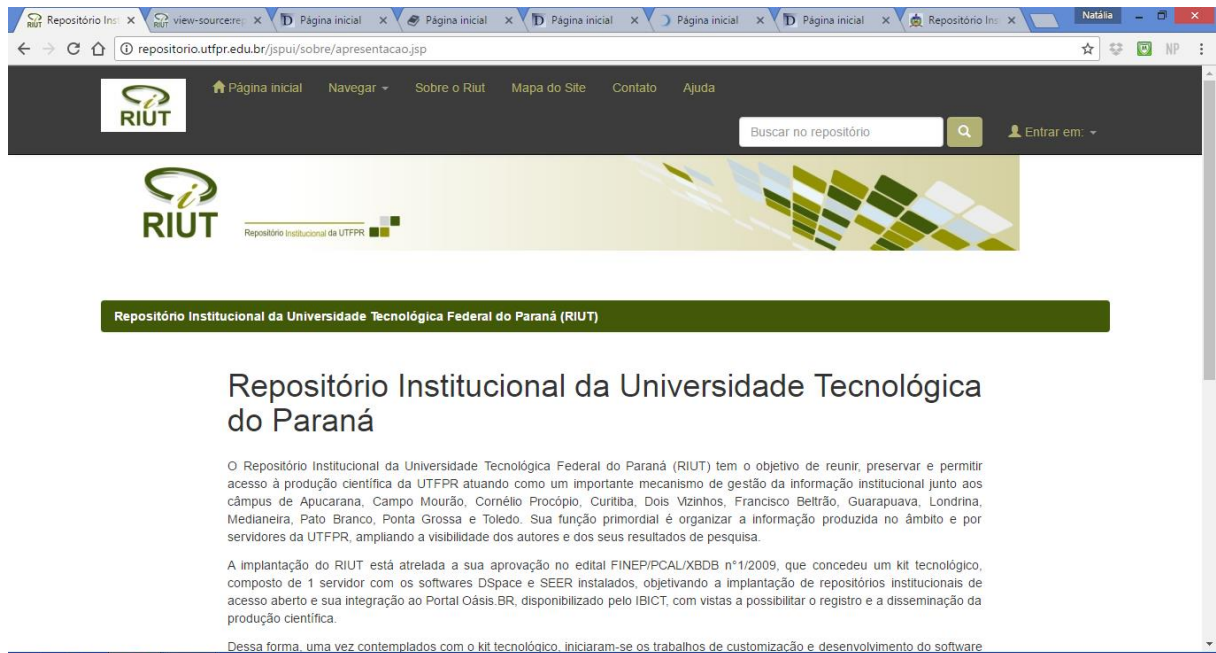 Repositório Ins
view-source:rep
Página inicial
Página inicial
Página inicial
Página inicial
Página inicial
Repositório Ins
Natália
repositorio.utfpr.edu.br/jspui/sobre/apresentacao.jsp
NP
RIUT
Página inicial Navegar Sobre o Riut Mapa do Site Contato Ajuda
Buscar no repositório
Entrar em:
RIUT
Repositório Institucional da UTFPR
Repositório Institucional da Universidade Tecnológica Federal do Paraná (RIUT)
Repositório Institucional da Universidade Tecnológica
do Paraná
O Repositório Institucional da Universidade Tecnológica Federal do Paraná (RIUT) tem o objetivo de reunir, preservar e permitir
acesso à produção científica da UTFPR atuando como um importante mecanismo de gestão da informação institucional junto aos
câmpus de Apucarana, Campo Mourão, Cornélio Procópio, Curitiba, Dois Vizinhos, Francisco Beltrão, Guarapuava, Londrina,
Medianeira, Pato Branco, Ponta Grossa e Toledo. Sua função primordial é organizar a informação produzida no âmbito e por
servidores da UTFPR, ampliando a visibilidade dos autores e dos seus resultados de pesquisa.
A implantação do RIUT está atrelada a sua aprovação no edital FINEP/PCAL/XBDB n°1/2009, que concedeu um kit tecnológico,
composto de 1 servidor com os softwares DSpace e SEER instalados, objetivando a implantação de repositórios institucionais de
acesso aberto e sua integração ao Portal Oásis.BR, disponibilizado pelo IBICT, com vistas a possibilitar o registro e a disseminação da
produção científica.
Dessa forma, uma vez contemplados com o kit tecnológico, iniciaram-se os trabalhos de customização e desenvolvimento do software